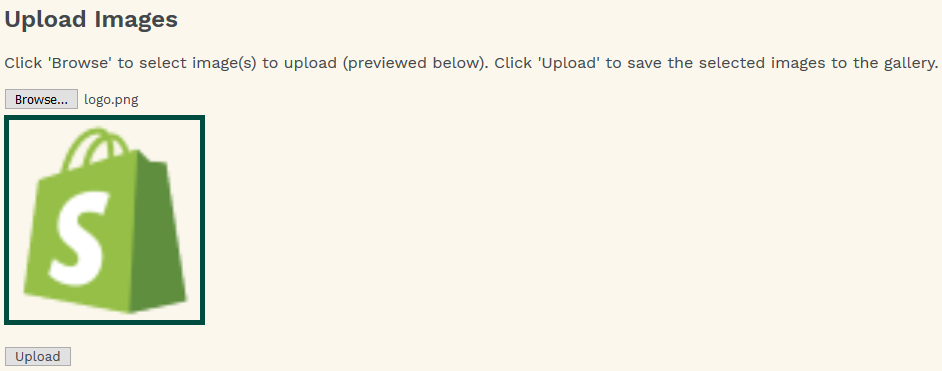 Upload Images
Click 'Browse' to select image(s) to upload (previewed below). Click 'Upload' to save the selected images to the gallery.
Browse... logo.png
S
Upload